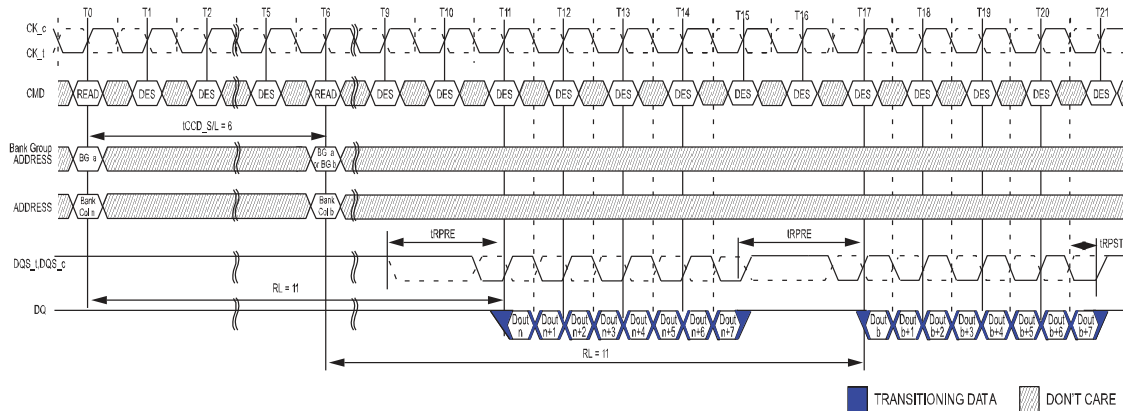 T0 T1 T2 T5 T6 T9 T10 T11 T12 T13 T14 T15 T16 T17 T18 T19 T20 T21
CK_c
CK_t
CMD READ DES DES DES READ DES DES DES DES DES DES DES DES DES DES DES DES DES
tCCD_S/L = 6
Bank Group
ADDRESS BG a BG a
or BG b
ADDRESS Bank
Col n Bank
Col b
tRPRE tRPRE tRPST
DQS_t,DQS_c
RL = 11
DQ Dout
n Dout
n+1 Dout
n+2 Dout
n+3 Dout
n+4 Dout
n+5 Dout
n+6 Dout
n+7 Dout
b Dout
b+1 Dout
b+2 Dout
b+3 Dout
b+4 Dout
b+5 Dout
b+6 Dout
b+7
RL = 11
TRANSITIONING DATA DON'T CARE